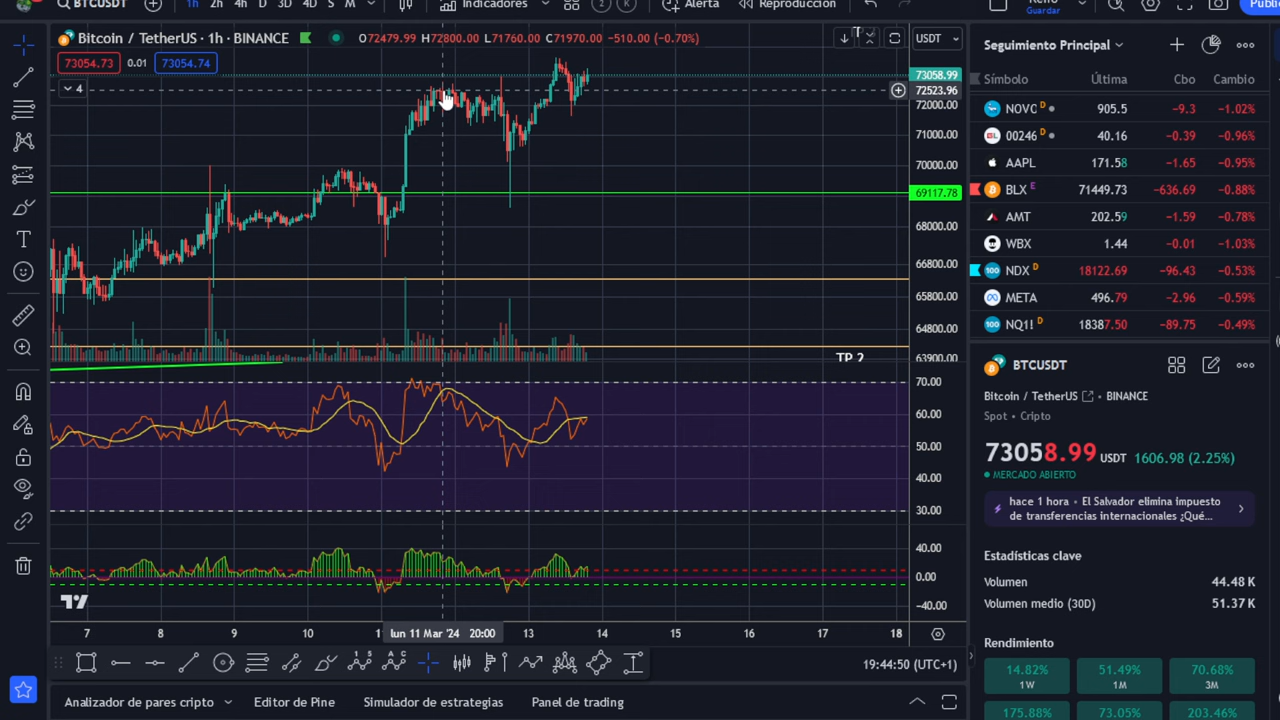 BTCUSDT 1h 2h 4h D 3D 4D S M Indicadores Alerta Reproducción Retro Guardar Public
Bitcoin / TetherUS · 1h · BINANCE O72479.99 H72800.00 L71760.00 C71970.00 -510.00 (-0.70%) USDT
73054.73 0.01 73054.74
4
73058.99
72523.96
72000.00
71000.00
70000.00
69117.78
68000.00
66800.00
65800.00
64800.00
63900.00
TP 2
70.00
60.00
50.00
40.00
30.00
40.00
0.00
-40.00
7 8 9 10 11 lun 11 Mar '24 20:00 13 14 15 16 17 18
19:44:50 (UTC+1)
Analizador de pares cripto Editor de Pine Simulador de estrategias Panel de trading
Seguimiento Principal
Símbolo Última Cbo Cambio
NOVC D 905.5 -9.3 -1.02%
00246 D 40.16 -0.39 -0.96%
AAPL 171.58 -1.65 -0.95%
BLX E 71449.73 -636.69 -0.88%
AMT 202.59 -1.59 -0.78%
WBX 1.44 -0.01 -1.03%
NDX D 18122.69 -96.43 -0.53%
META 496.79 -2.96 -0.59%
NQ1! D 18387.50 -89.75 -0.49%
BTCUSDT
Bitcoin / TetherUS • BINANCE
Spot • Cripto
73058.99 USDT 1606.98 (2.25%)
MERCADO ABIERTO
hace 1 hora • El Salvador elimina impuesto
de transferencias internacionales ¿Qué...
Estadísticas clave
Volumen 44.48 K
Volumen medio (30D) 51.37 K
Rendimiento
14.82% 51.49% 70.68%
1W 1M 3M
175.88% 73.05% 203.46%